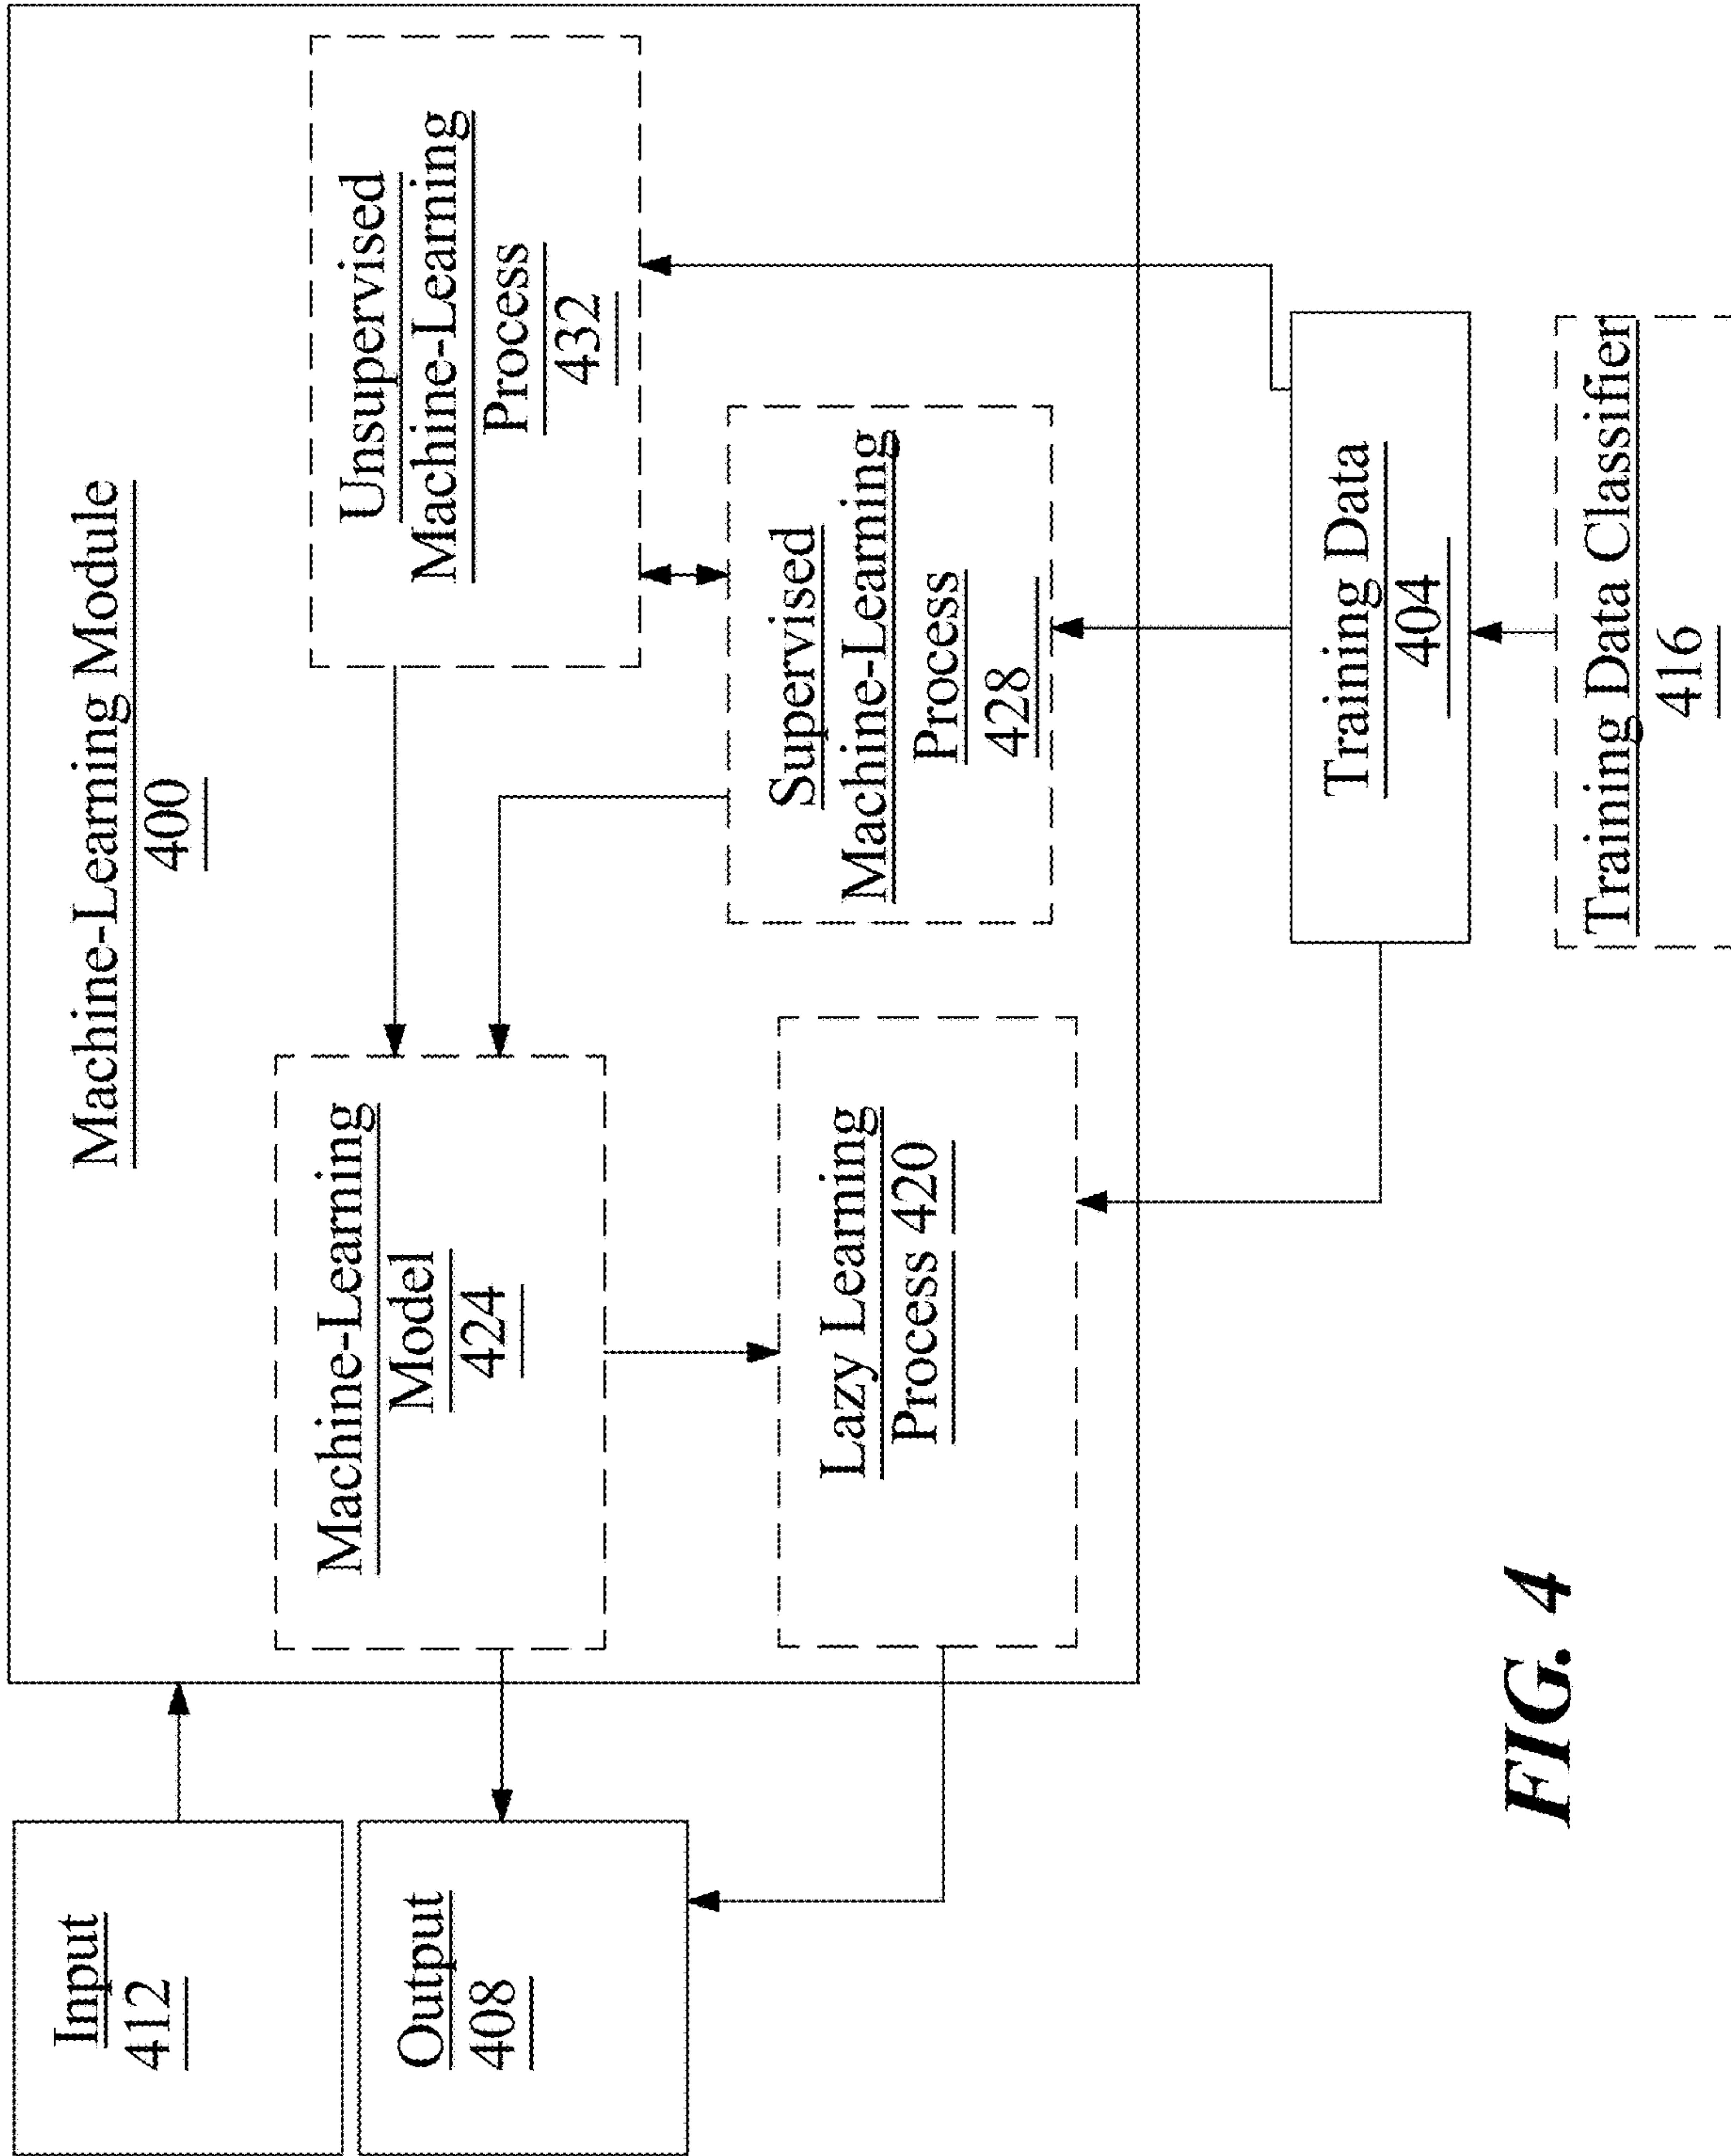 Machine-Learning Module
400
Input
412
Output
408
Machine-Learning
Model
424
Unsupervised
Machine-Learning
Process
432
Lazy Learning
Process 420
Supervised
Machine-Learning
Process
428
Training Data
404
Training Data Classifier
416
FIG. 4